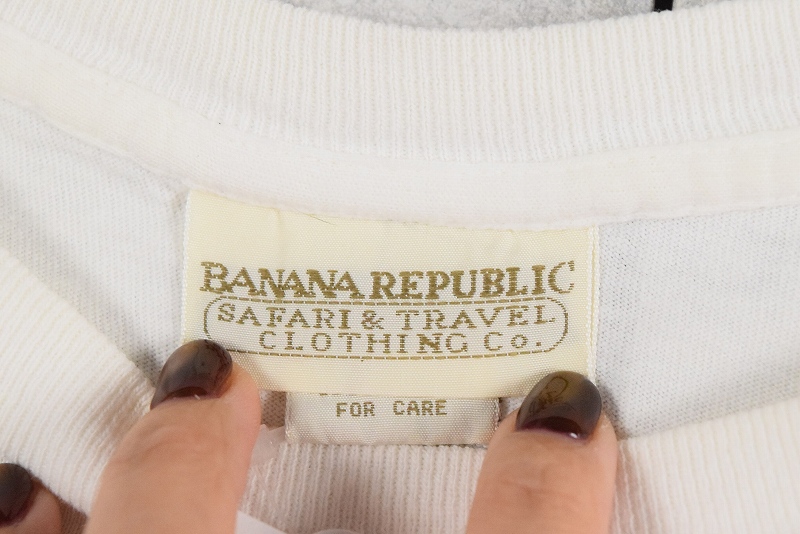 BANANA REPUBLIC
SAFARI & TRAVEL
CLOTHING Co.
FOR CARE